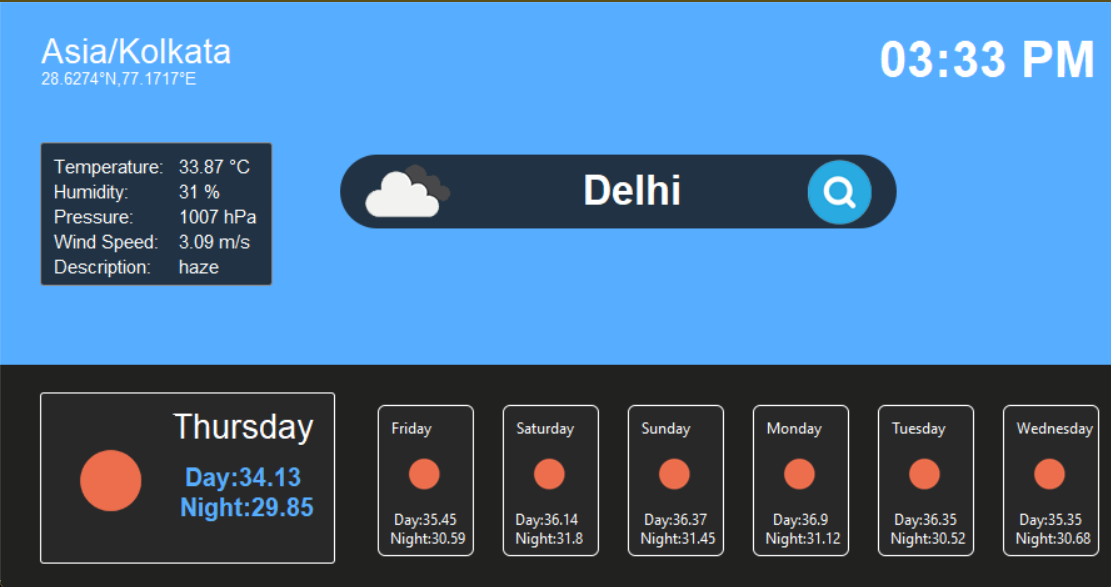 Asia/Kolkata
28.6274°N,77.1717°E
03:33 PM
Temperature: 33.87 °C
Humidity: 31 %
Pressure: 1007 hPa
Wind Speed: 3.09 m/s
Description: haze
Delhi
Thursday
Day:34.13
Night:29.85
Friday
Day:35.45
Night:30.59
Saturday
Day:36.14
Night:31.8
Sunday
Day:36.37
Night:31.45
Monday
Day:36.9
Night:31.12
Tuesday
Day:36.35
Night:30.52
Wednesday
Day:35.35
Night:30.68